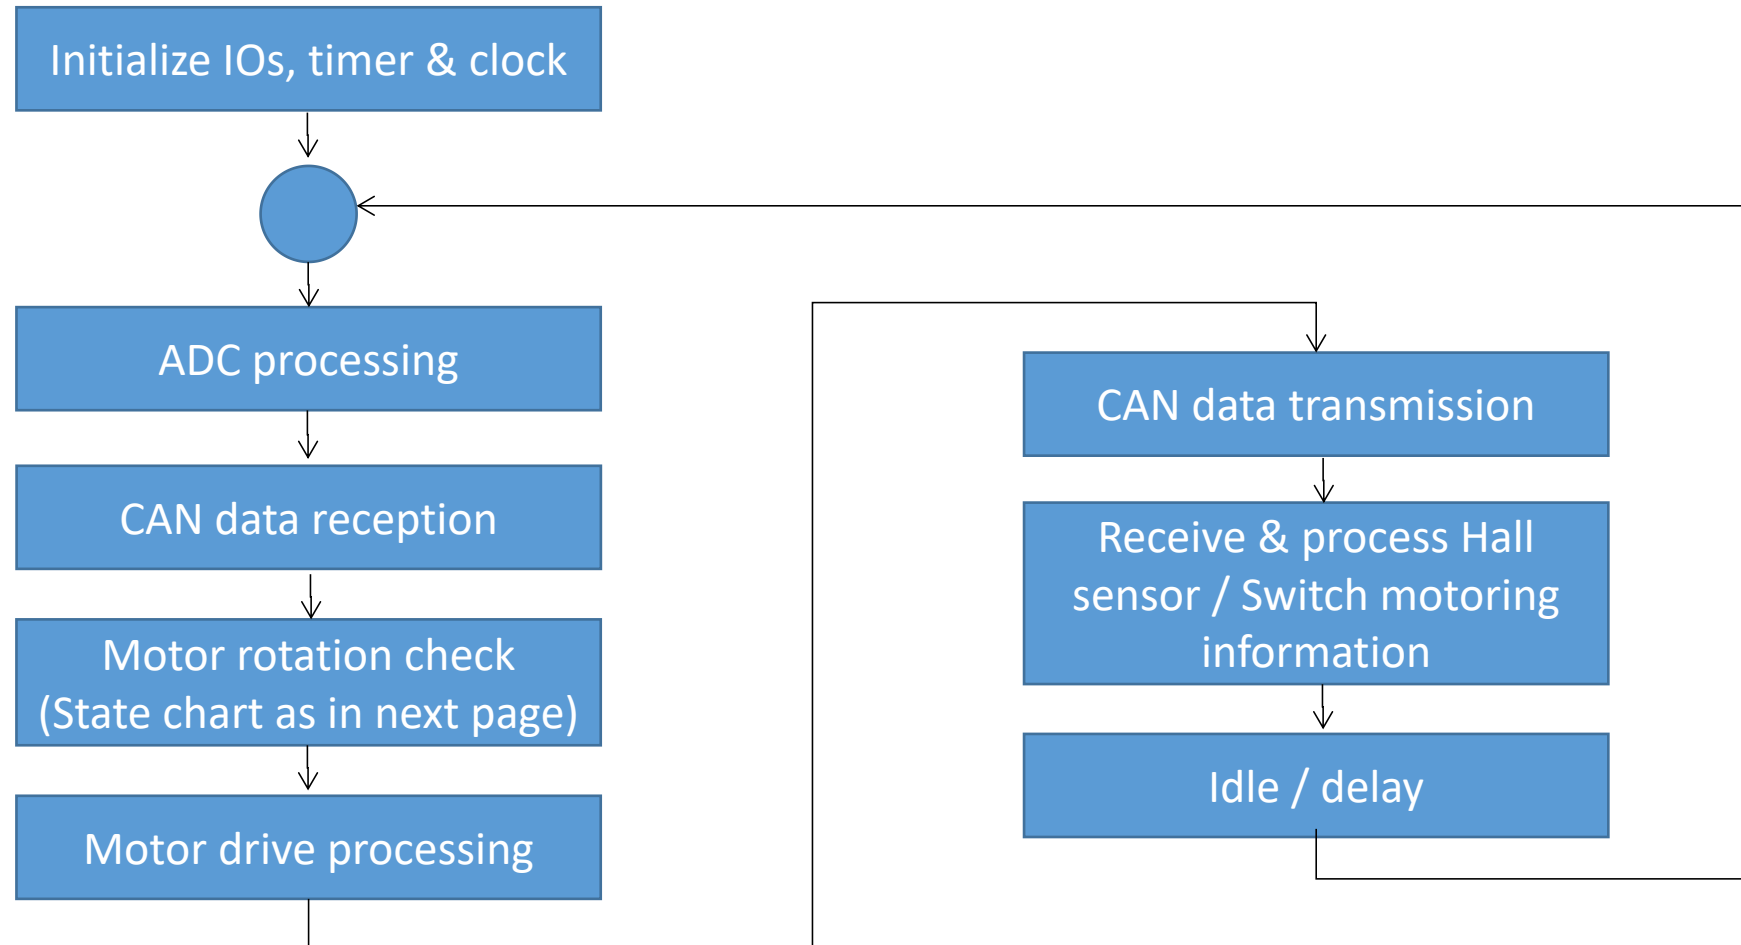 Initialize IOs, timer & clock
ADC processing
CAN data reception
Motor rotation check
(State chart as in next page)
Motor drive processing
CAN data transmission
Receive & process Hall
sensor / Switch motoring
information
Idle / delay